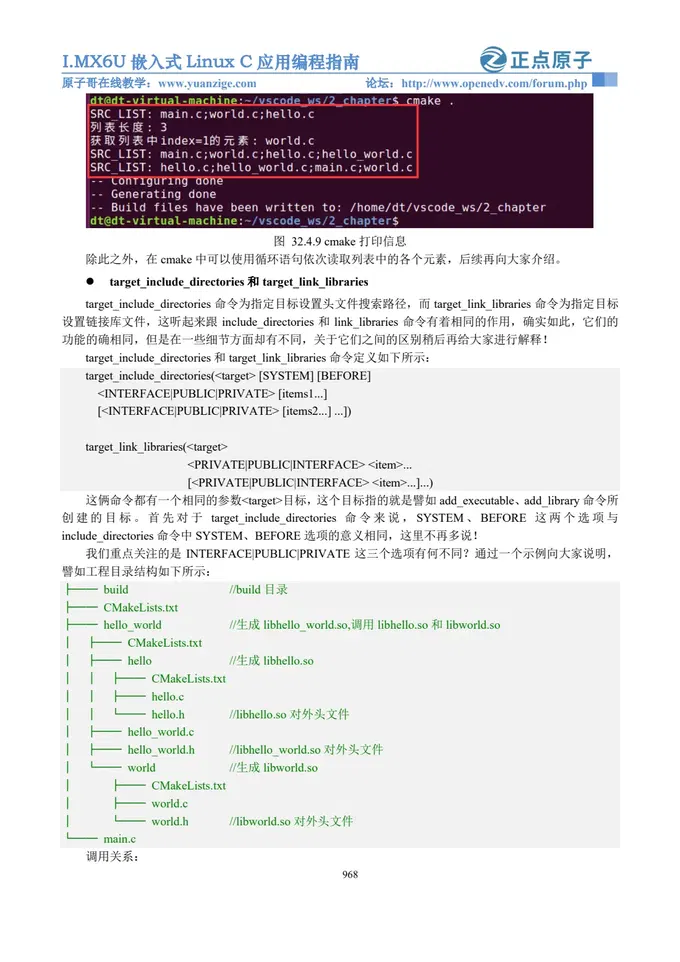 I.MX6U 嵌入式 Linux C 应用编程指南
正点原子
原子哥在线教学：www.yuanzige.com 论坛：http://www.openedv.com/forum.php
dt@dt-virtual-machine:~/vscode_ws/2_chapter$ cmake .
SRC_LIST: main.c;world.c;hello.c
列表长度: 3
获取列表中index=1的元素: world.c
SRC_LIST: main.c;world.c;hello.c;hello_world.c
SRC_LIST: hello.c;hello_world.c;main.c;world.c
-- Configuring done
-- Generating done
-- Build files have been written to: /home/dt/vscode_ws/2_chapter
dt@dt-virtual-machine:~/vscode_ws/2_chapter$
图 32.4.9 cmake 打印信息
除此之外，在 cmake 中可以使用循环语句依次读取列表中的各个元素，后续再向大家介绍。
● target_include_directories 和 target_link_libraries
target_include_directories 命令为指定目标设置头文件搜索路径，而 target_link_libraries 命令为指定目标
设置链接库文件，这听起来跟 include_directories 和 link_libraries 命令有着相同的作用，确实如此，它们的
功能的确相同，但是在一些细节方面却有不同，关于它们之间的区别稍后再给大家进行解释！
target_include_directories 和 target_link_libraries 命令定义如下所示：
target_include_directories(<target> [SYSTEM] [BEFORE]
<INTERFACE|PUBLIC|PRIVATE> [items1...]
[<INTERFACE|PUBLIC|PRIVATE> [items2...] ...])
target_link_libraries(<target>
<PRIVATE|PUBLIC|INTERFACE> <item>...
[<PRIVATE|PUBLIC|INTERFACE> <item>...]...)
这俩命令都有一个相同的参数<target>目标，这个目标指的就是譬如 add_executable、add_library 命令所
创建的目标。首先对于 target_include_directories 命令来说，SYSTEM、BEFORE 这两个选项与
include_directories 命令中 SYSTEM、BEFORE 选项的意义相同，这里不再多说！
我们重点关注的是 INTERFACE|PUBLIC|PRIVATE 这三个选项有何不同？通过一个示例向大家说明，
譬如工程目录结构如下所示：
├── build //build 目录
├── CMakeLists.txt
├── hello_world //生成 libhello_world.so,调用 libhello.so 和 libworld.so
│ ├── CMakeLists.txt
│ ├── hello //生成 libhello.so
│ │ ├── CMakeLists.txt
│ │ ├── hello.c
│ │ └── hello.h //libhello.so 对外头文件
│ ├── hello_world.c
│ ├── hello_world.h //libhello_world.so 对外头文件
│ └── world //生成 libworld.so
│ ├── CMakeLists.txt
│ ├── world.c
│ └── world.h //libworld.so 对外头文件
└── main.c
调用关系：
968